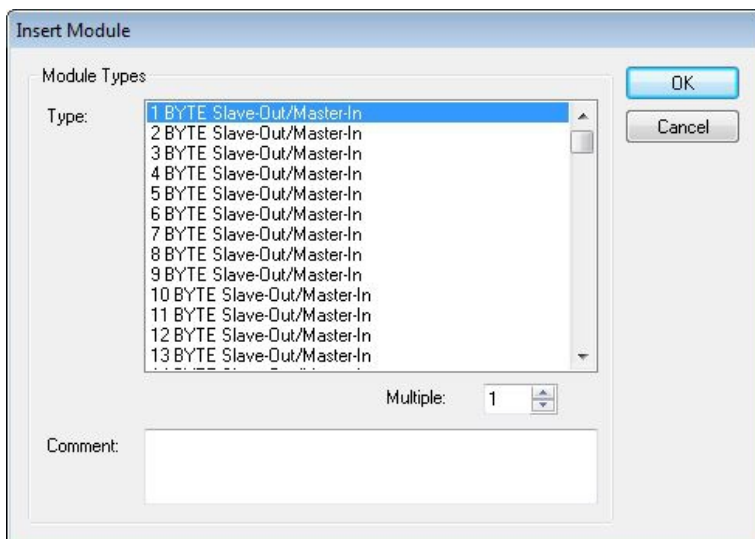 Insert Module
Module Types
Type:
1 BYTE Slave-Out/Master-In
2 BYTE Slave-Out/Master-In
3 BYTE Slave-Out/Master-In
4 BYTE Slave-Out/Master-In
5 BYTE Slave-Out/Master-In
6 BYTE Slave-Out/Master-In
7 BYTE Slave-Out/Master-In
8 BYTE Slave-Out/Master-In
9 BYTE Slave-Out/Master-In
10 BYTE Slave-Out/Master-In
11 BYTE Slave-Out/Master-In
12 BYTE Slave-Out/Master-In
13 BYTE Slave-Out/Master-In
Multiple: 1
Comment:
OK
Cancel